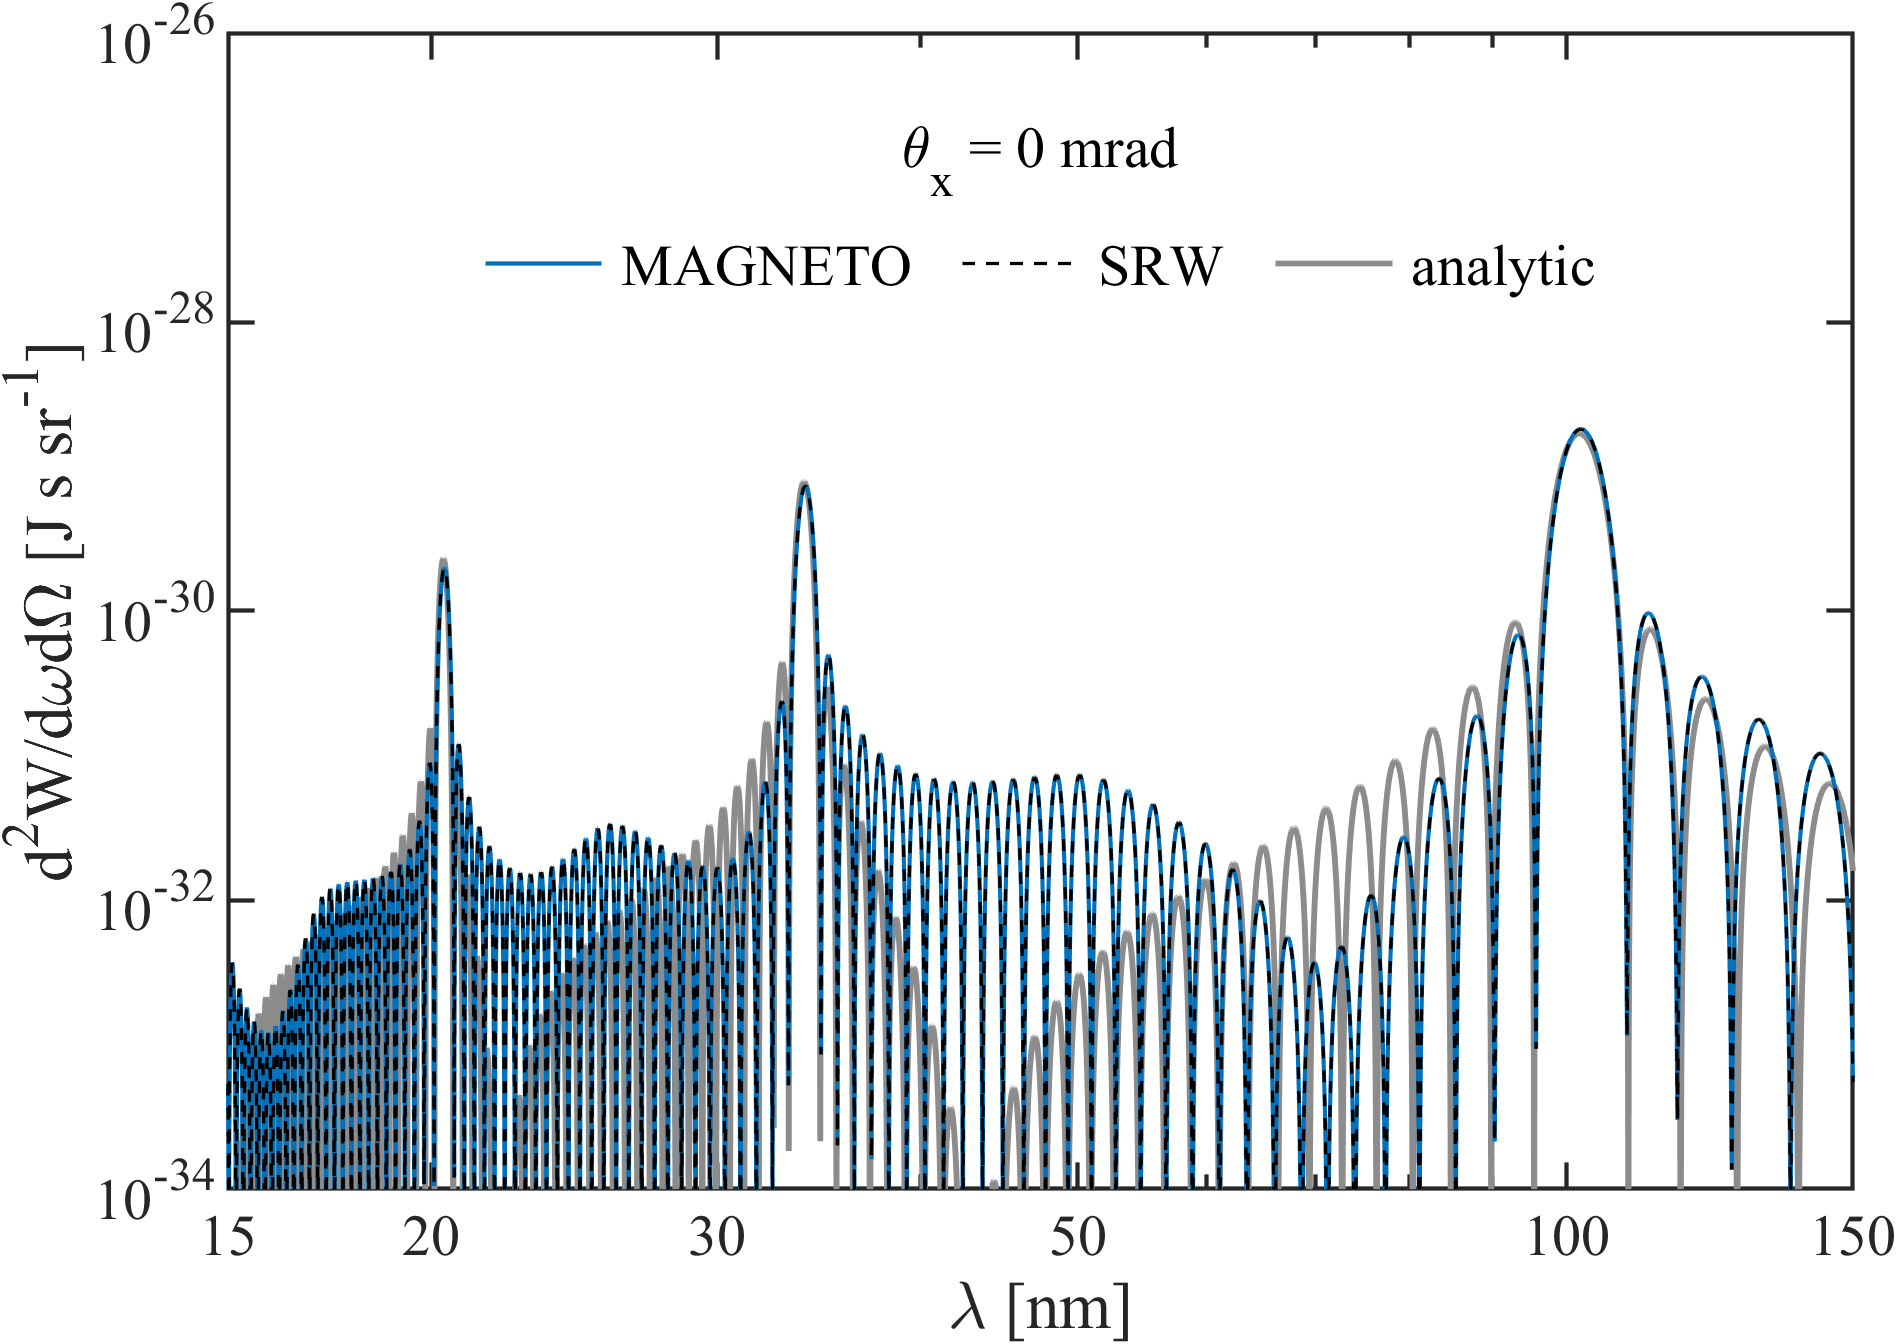 10⁻²⁶
θₓ = 0 mrad
MAGNETO SRW analytic
10⁻²⁸
d²W/dωdΩ [J s sr⁻¹]
10⁻³⁰
10⁻³²
10⁻³⁴
15 20 30 50 100 150
λ [nm]